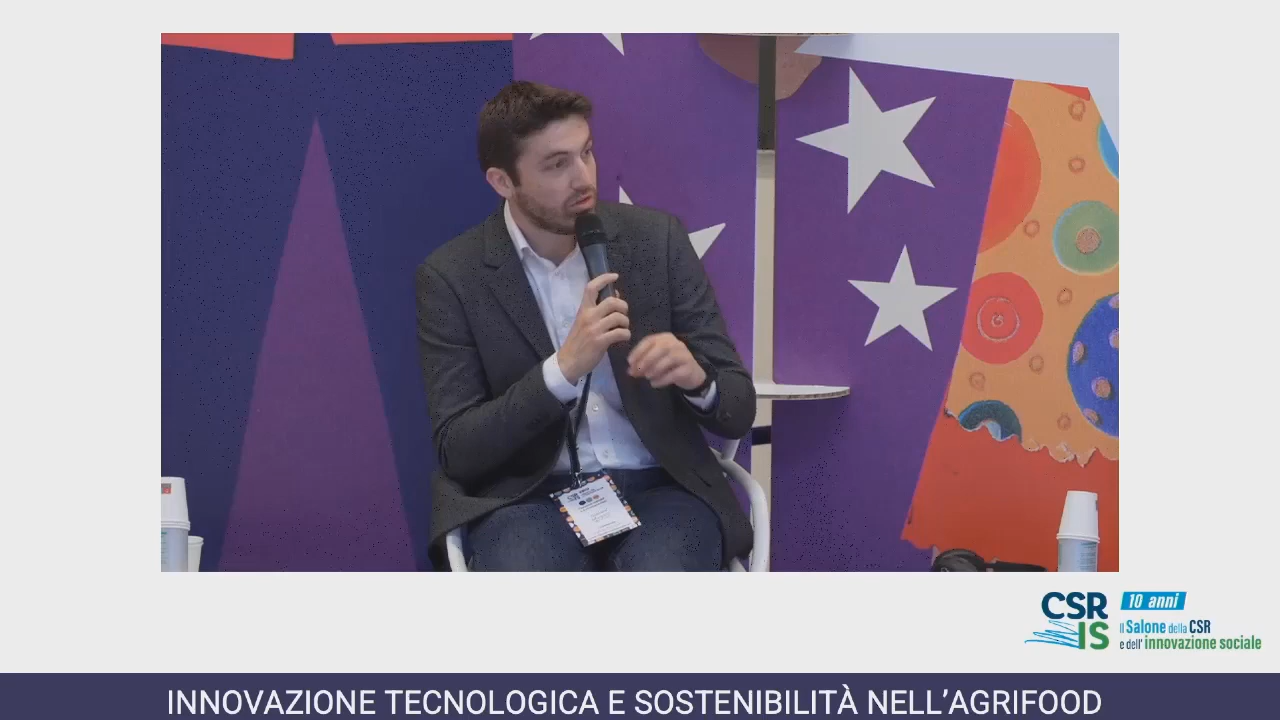 CSR
IS
10 anni
Il Salone della CSR
e dell'innovazione sociale
INNOVAZIONE TECNOLOGICA E SOSTENIBILITÀ NELL’AGRIFOOD